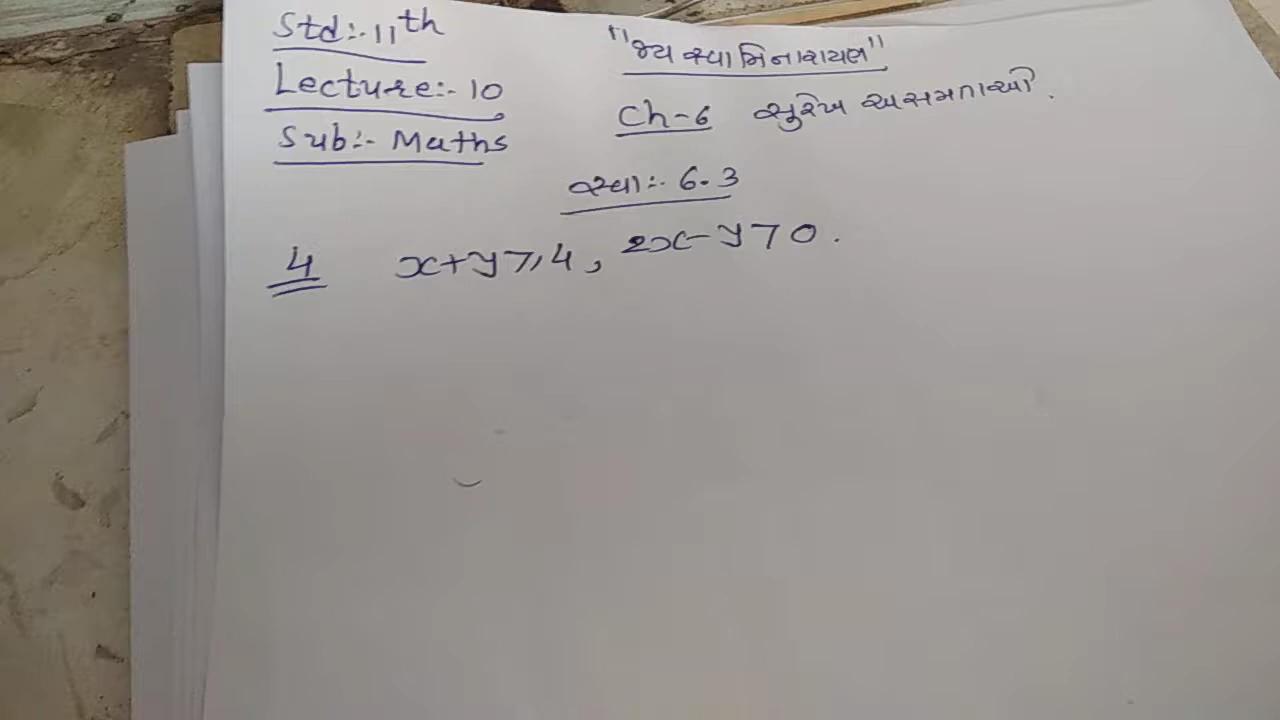 Std:- 11th
"જય સ્વામિનારાયણ"
Lecture:- 10
Ch-6 સુરેખ અસમતાઓ.
Sub:- Maths
સ્વા:- 6.3
4 x+y≥4, 2x-y>0.